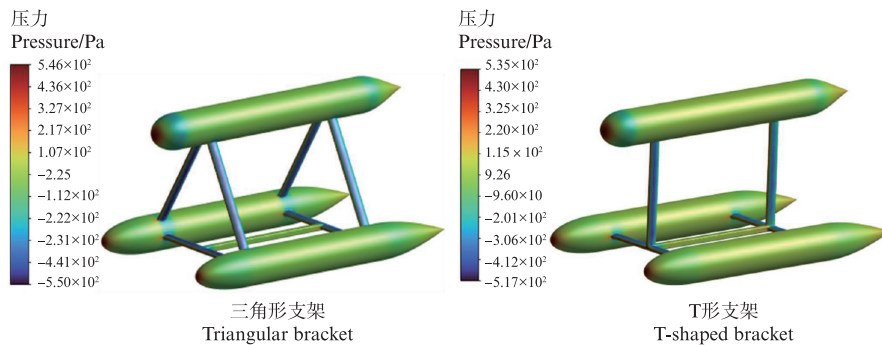 压力
Pressure/Pa
5.46×10²
4.36×10²
3.27×10²
2.17×10²
1.07×10²
−2.25
−1.12×10²
−2.22×10²
−2.31×10²
−4.41×10²
−5.50×10²
三角形支架
Triangular bracket
压力
Pressure/Pa
5.35×10²
4.30×10²
3.25×10²
2.20×10²
1.15×10²
9.26
−9.60×10
−2.01×10²
−3.06×10²
−4.12×10²
−5.17×10²
T形支架
T-shaped bracket